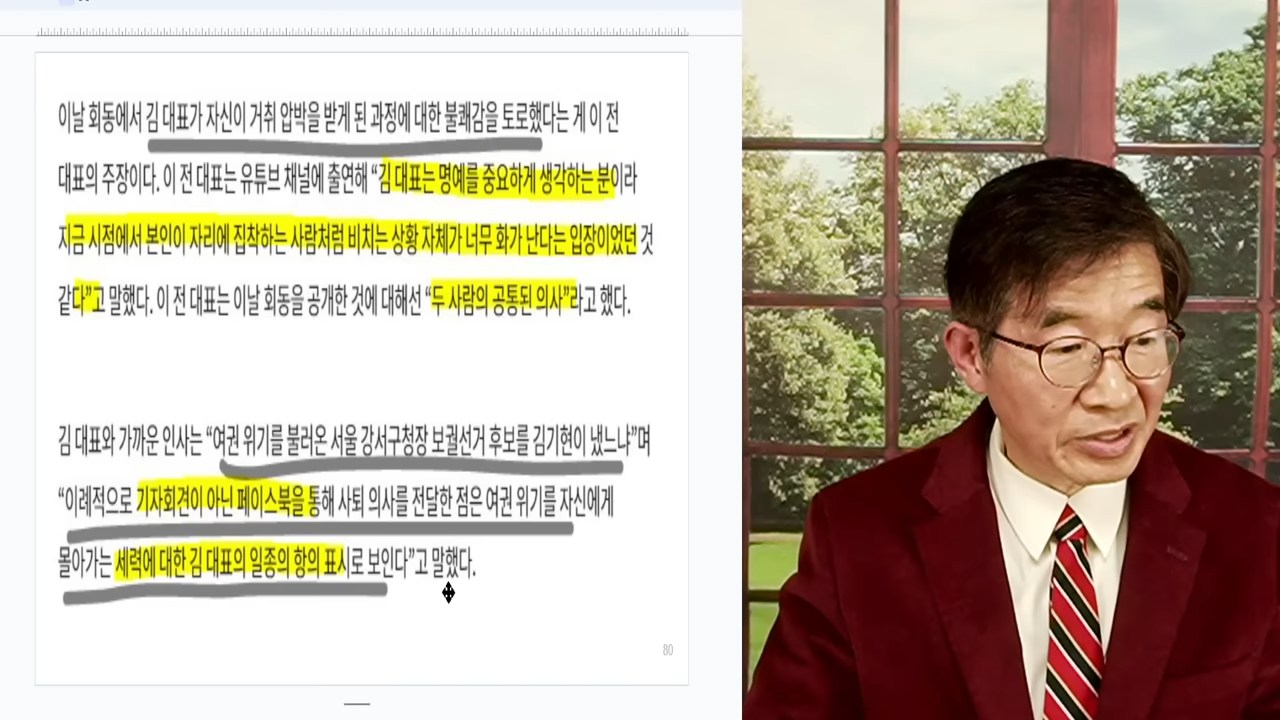 이날 회동에서 김 대표가 자신이 거취 압박을 받게 된 과정에 대한 불쾌감을 토로했다는 게 이 전
대표의 주장이다. 이 전 대표는 유튜브 채널에 출연해 “김 대표는 명예를 중요하게 생각하는 분이라
지금 시점에서 본인이 자리에 집착하는 사람처럼 비치는 상황 자체가 너무 화가 난다는 입장이었던 것
같다”고 말했다. 이 전 대표는 이날 회동을 공개한 것에 대해선 “두 사람의 공통된 의사”라고 했다.
김 대표와 가까운 인사는 “여권 위기를 불러온 서울 강서구청장 보궐선거 후보를 김기현이 냈느냐”며
“이례적으로 기자회견이 아닌 페이스북을 통해 사퇴 의사를 전달한 점은 여권 위기를 자신에게
몰아가는 세력에 대한 김 대표의 일종의 항의 표시로 보인다”고 말했다.
80